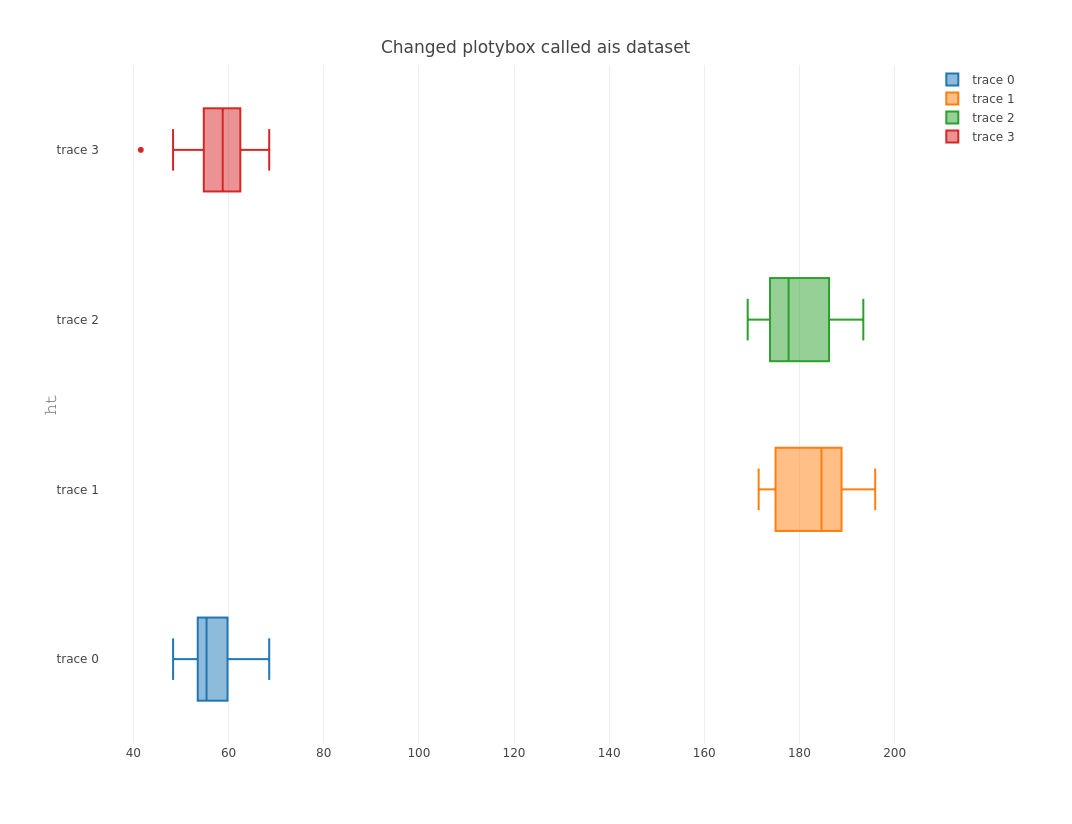 Changed plotybox called ais dataset
trace 0
trace 1
trace 2
trace 3
trace 3
trace 2
ht
trace 1
trace 0
40 60 80 100 120 140 160 180 200